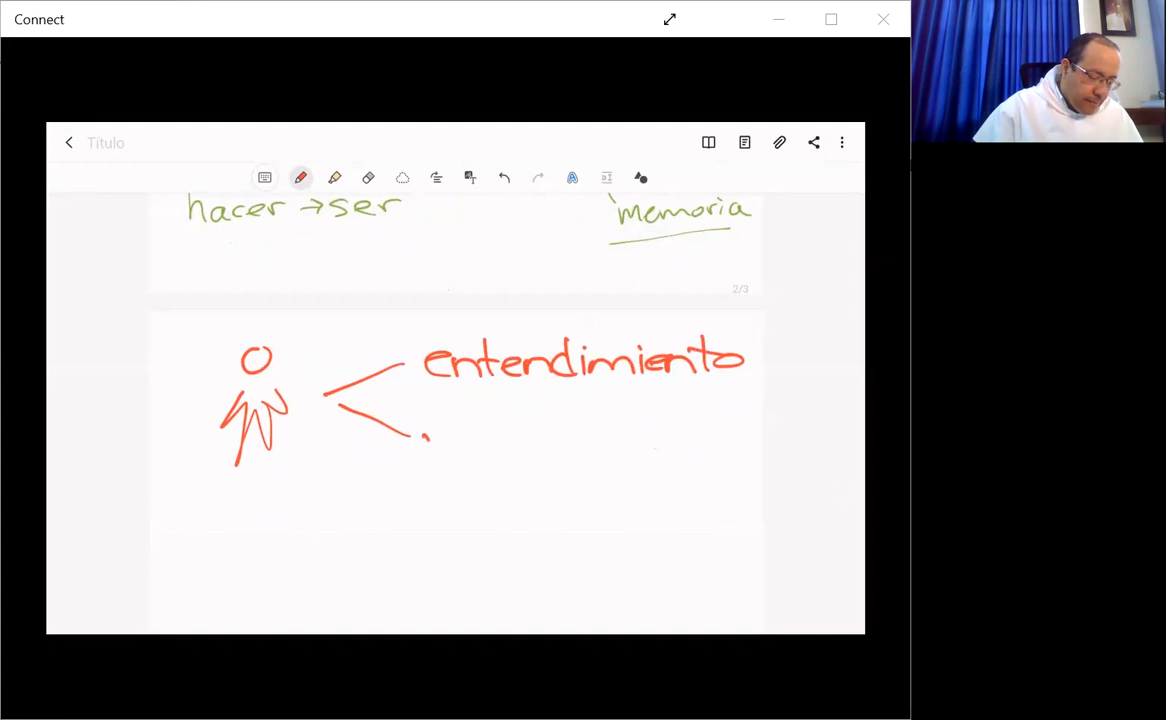 Connect
Título
hacer → ser
memoria
2/3
entendimiento